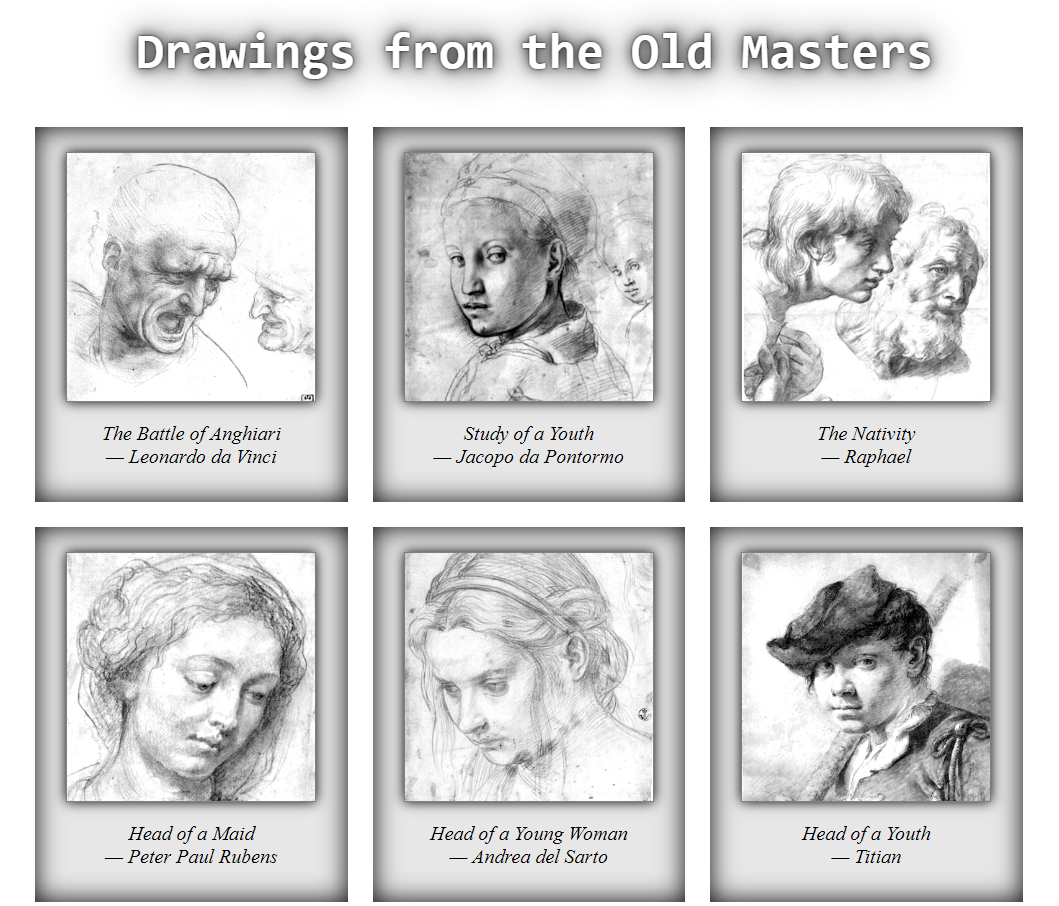 Drawings from the Old Masters
The Battle of Anghiari
— Leonardo da Vinci
Study of a Youth
— Jacopo da Pontormo
The Nativity
— Raphael
Head of a Maid
— Peter Paul Rubens
Head of a Young Woman
— Andrea del Sarto
Head of a Youth
— Titian